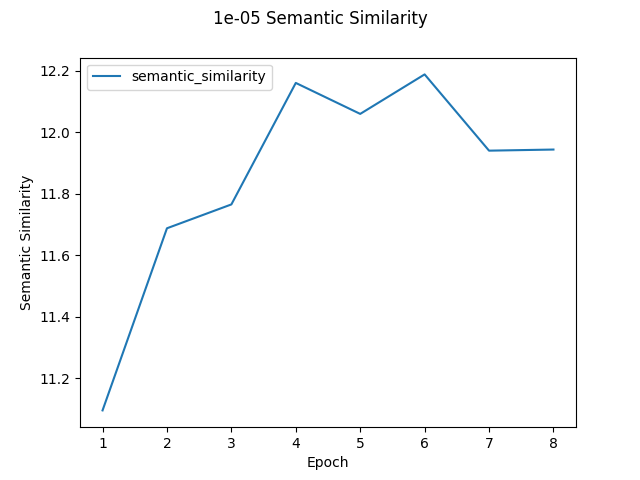 1e-05 Semantic Similarity
semantic_similarity
12.2
12.0
11.8
11.6
11.4
11.2
Semantic Similarity
1 2 3 4 5 6 7 8
Epoch